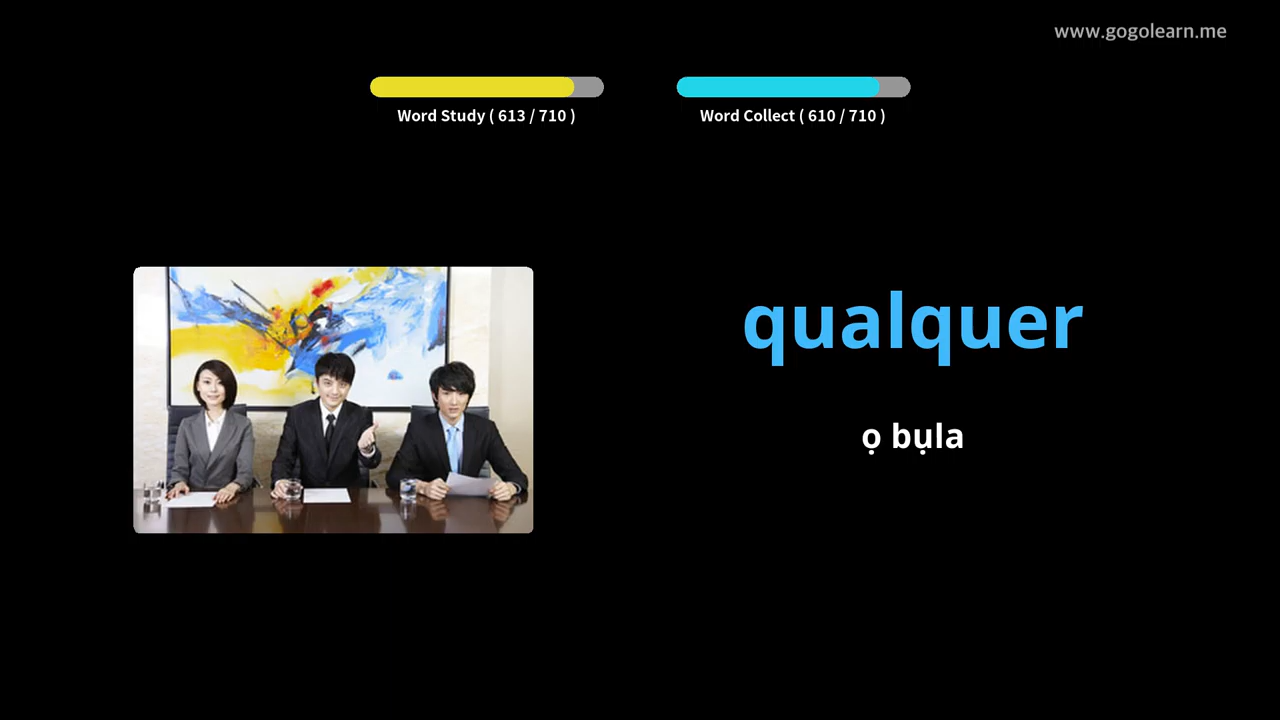 www.gogolearn.me
Word Study ( 613 / 710 )
Word Collect ( 610 / 710 )
qualquer
ọ bụla